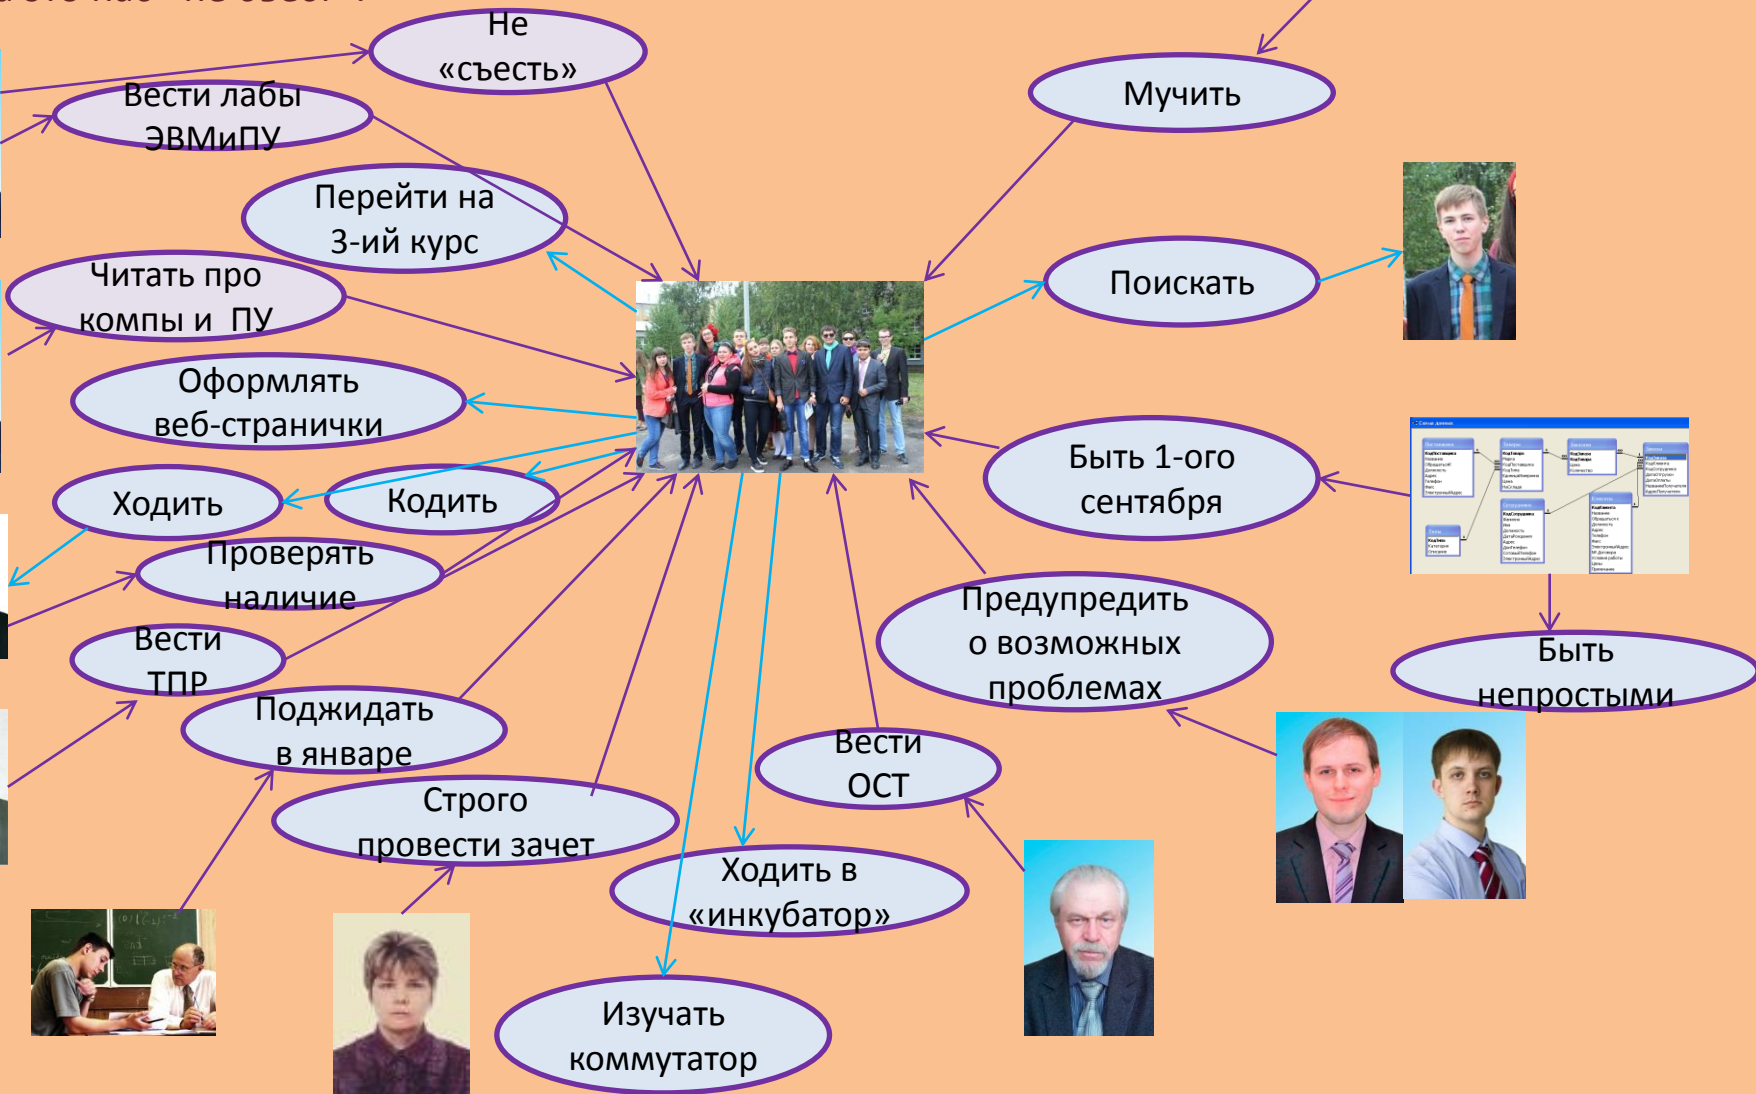 Не
«съесть»
Вести лабы
ЭВМиПУ
Мучить
Перейти на
3-ий курс
Читать про
компы и ПУ
Поискать
Оформлять
веб-странички
Быть 1-ого
сентября
Ходить
Кодить
Проверять
наличие
Предупредить
о возможных
проблемах
Вести
ТПР
Быть
непростыми
Поджидать
в январе
Вести
ОСТ
Строго
провести зачет
Ходить в
«инкубатор»
Изучать
коммутатор